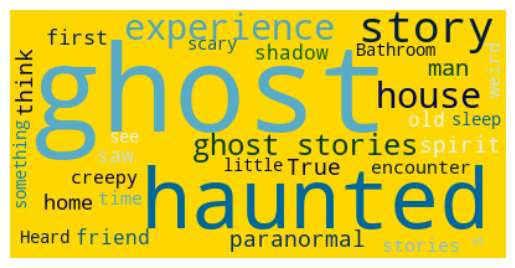 experience
story
first
scary
shadow
Bathroom
man
weird
think
ghost
house
old
sleep
something
see
saw
ghost stories
spirit
little
True
encounter
creepy
haunted
home
time
Heard
friend
paranormal
stories
s